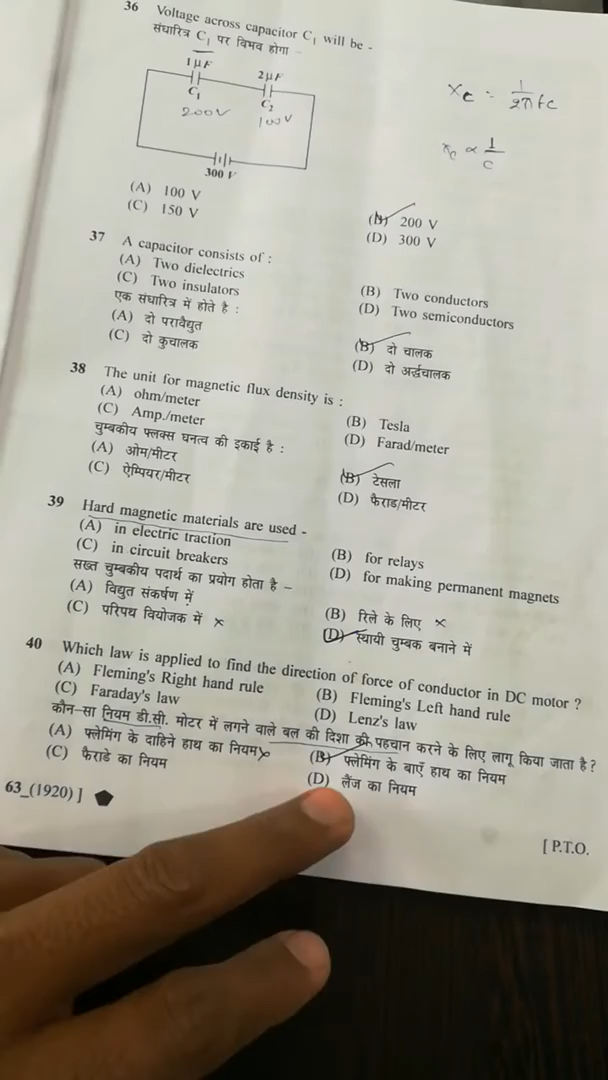 36 Voltage across capacitor C1 will be -
संधारित्र C1 पर विभव होगा -
1 μF
2μF
C1
C2
200V
100V
300 V
XC = 1/2πfc
xc ∝ 1/C
(A) 100 V
(B) 200 V
(C) 150 V
(D) 300 V
37 A capacitor consists of :
(A) Two dielectrics
(B) Two conductors
(C) Two insulators
(D) Two semiconductors
एक संधारित्र में होते है :
(A) दो परावैद्युत
(B) दो चालक
(C) दो कुचालक
(D) दो अर्द्धचालक
38 The unit for magnetic flux density is :
(A) ohm/meter
(B) Tesla
(C) Amp./meter
(D) Farad/meter
चुम्बकीय फ्लक्स घनत्व की इकाई है :
(A) ओम/मीटर
(B) टेसला
(C) ऐम्पियर/मीटर
(D) फैराड/मीटर
39 Hard magnetic materials are used -
(A) in electric traction
(B) for relays
(C) in circuit breakers
(D) for making permanent magnets
सख्त चुम्बकीय पदार्थ का प्रयोग होता है –
(A) विद्युत संकर्षण में
(B) रिले के लिए ×
(C) परिपथ वियोजक में ×
(D) स्थायी चुम्बक बनाने में
40 Which law is applied to find the direction of force of conductor in DC motor ?
(A) Fleming's Right hand rule
(B) Fleming's Left hand rule
(C) Faraday's law
(D) Lenz's law
कौन-सा नियम डी.सी. मोटर में लगने वाले बल की दिशा की पहचान करने के लिए लागू किया जाता है ?
(A) फ्लेमिंग के दाहिने हाथ का नियम ×
(B) फ्लेमिंग के बाएँ हाथ का नियम
(C) फैराडे का नियम
(D) लैंज का नियम
63_(1920) ]
[ P.T.O.